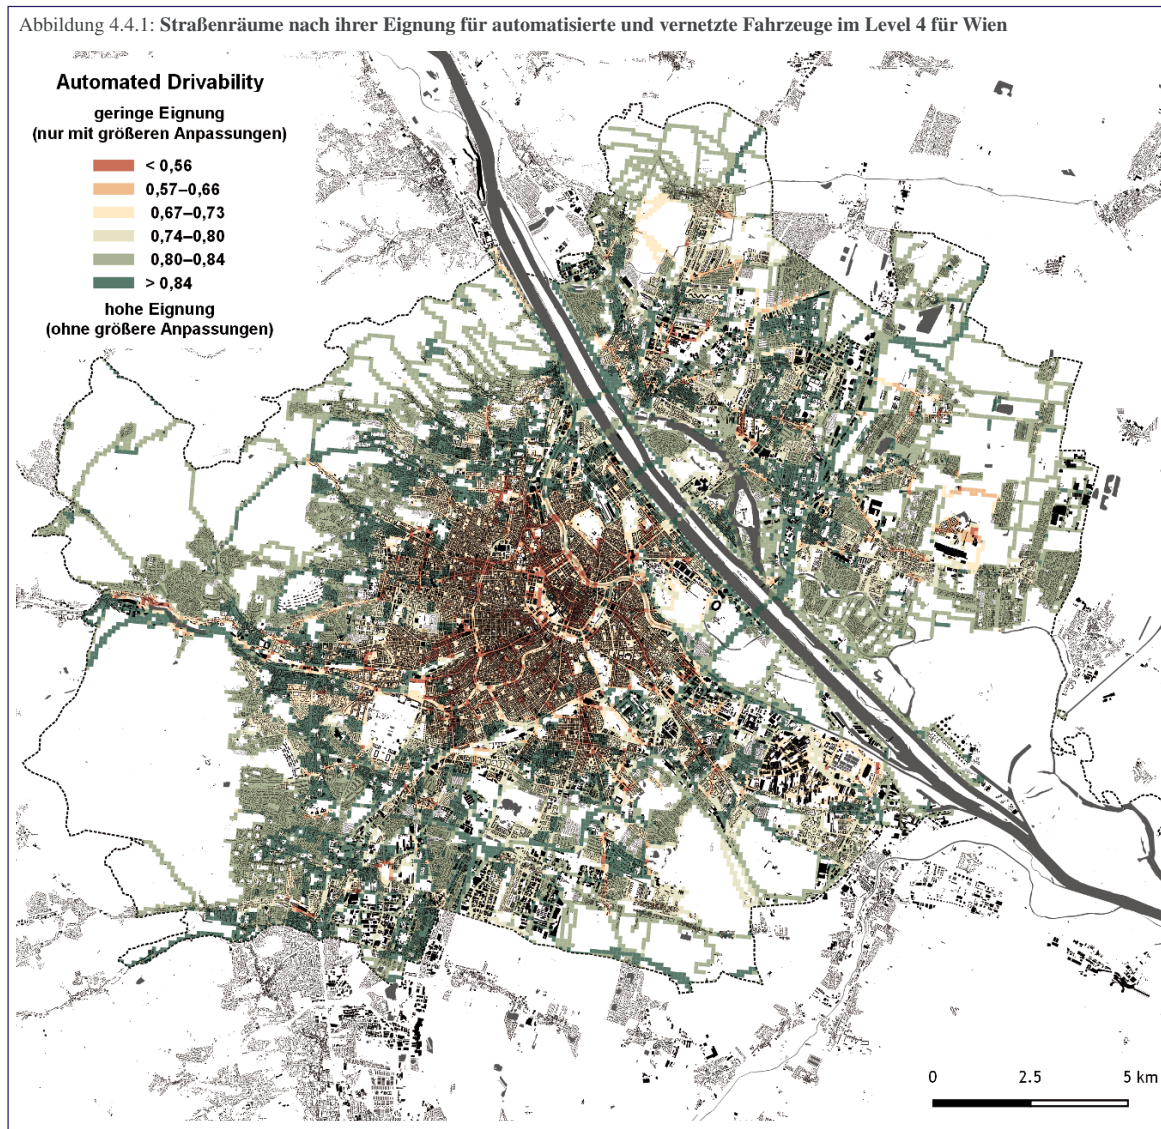 Abbildung 4.4.1: Straßenräume nach ihrer Eignung für automatisierte und vernetzte Fahrzeuge im Level 4 für Wien
Automated Drivability
geringe Eignung
(nur mit größeren Anpassungen)
< 0,56
0,57–0,66
0,67–0,73
0,74–0,80
0,80–0,84
> 0,84
hohe Eignung
(ohne größere Anpassungen)
0 2.5 5 km